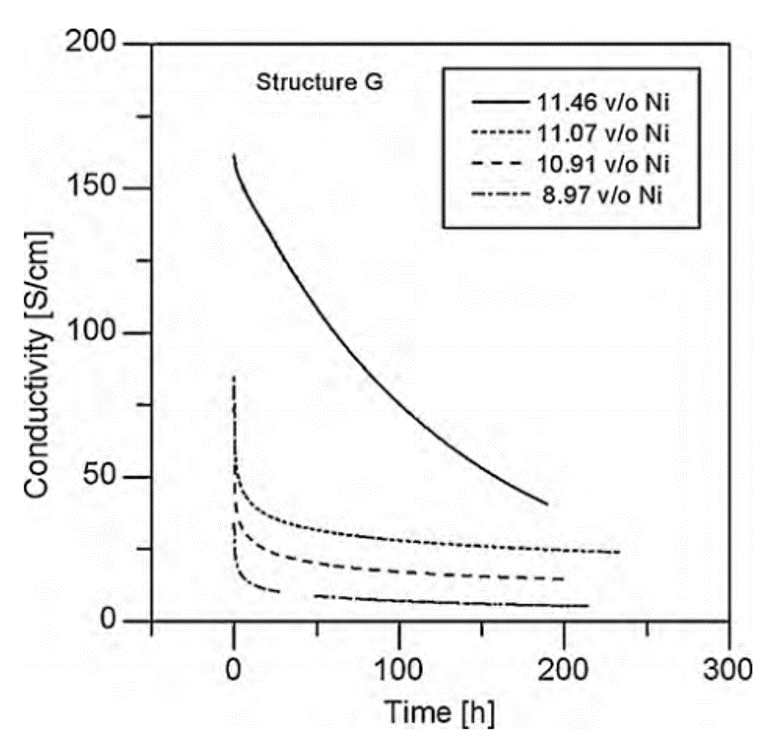 200
150
100
50
0
Conductivity [S/cm]
Structure G
11.46 v/o Ni
11.07 v/o Ni
10.91 v/o Ni
8.97 v/o Ni
0
100
200
300
Time [h]